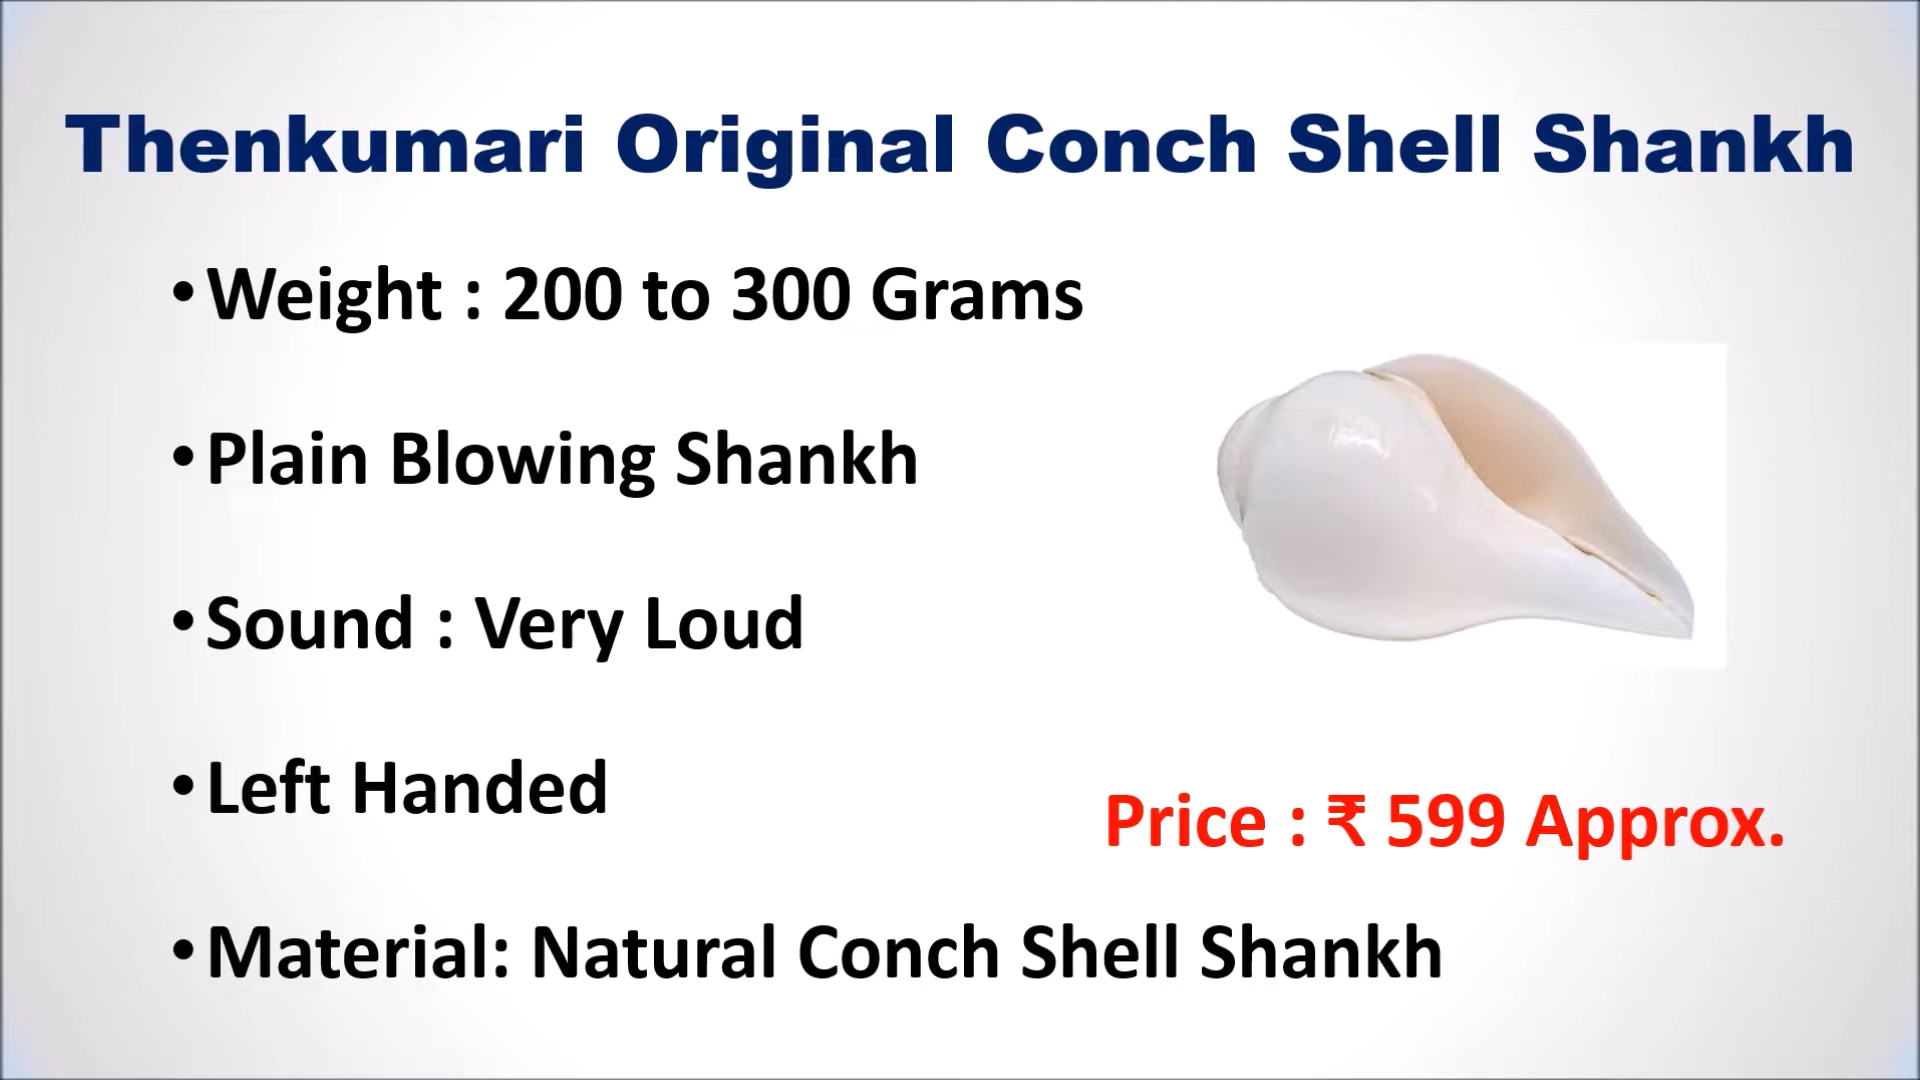 Thenkumari Original Conch Shell Shankh
• Weight : 200 to 300 Grams
• Plain Blowing Shankh
• Sound : Very Loud
• Left Handed
Price : ₹ 599 Approx.
• Material: Natural Conch Shell Shankh